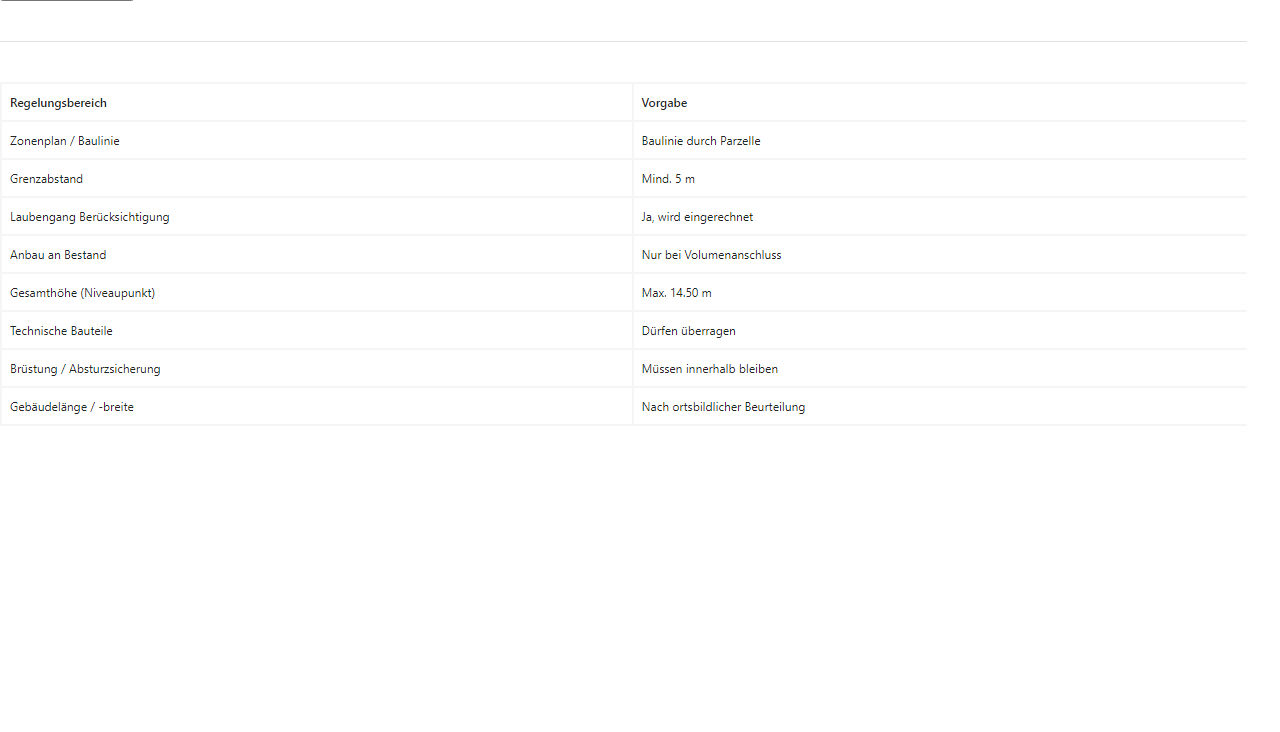 Regelungsbereich Vorgabe
Zonenplan / Baulinie Baulinie durch Parzelle
Grenzabstand Mind. 5 m
Laubengang Berücksichtigung Ja, wird eingerechnet
Anbau an Bestand Nur bei Volumenanschluss
Gesamthöhe (Niveaupunkt) Max. 14.50 m
Technische Bauteile Dürfen überragen
Brüstung / Absturzsicherung Müssen innerhalb bleiben
Gebäudelänge / -breite Nach ortsbildlicher Beurteilung